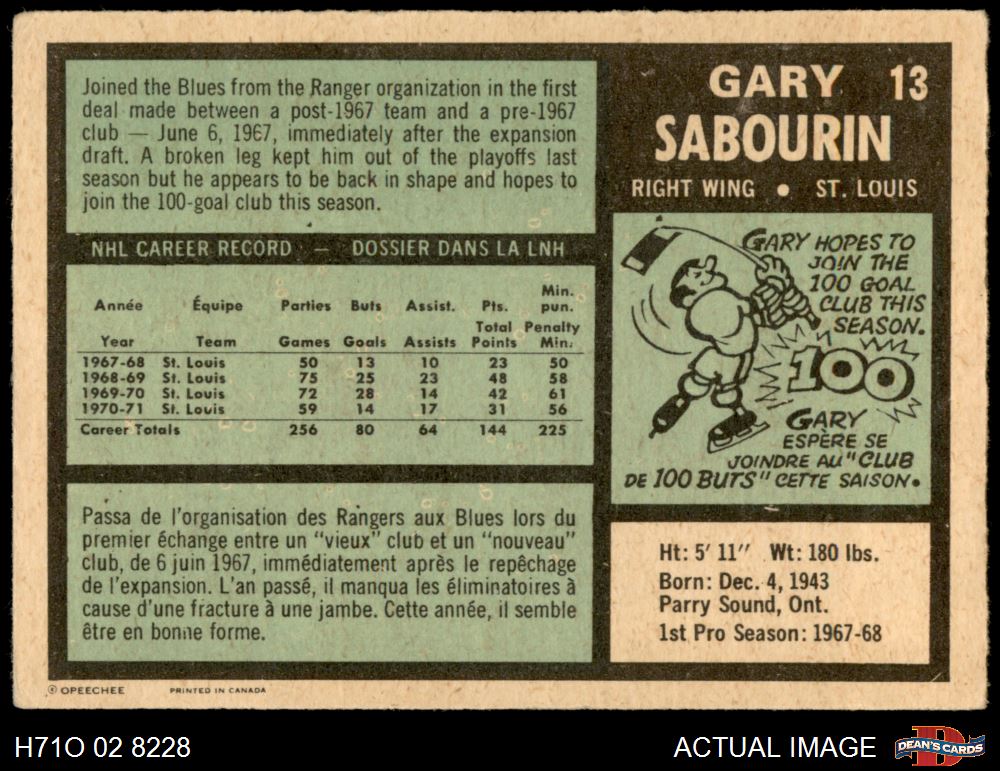 Joined the Blues from the Ranger organization in the first
deal made between a post-1967 team and a pre-1967
club — June 6, 1967, immediately after the expansion
draft. A broken leg kept him out of the playoffs last
season but he appears to be back in shape and hopes to
join the 100-goal club this season.
GARY 13
SABOURIN
RIGHT WING • ST. LOUIS
NHL CAREER RECORD — DOSSIER DANS LA LNH
Année Équipe Parties Buts Assist. Pts. Min. pun.
Year Team Games Goals Assists Total Points Penalty Min.
1967-68 St. Louis 50 13 10 23 50
1968-69 St. Louis 75 25 23 48 58
1969-70 St. Louis 72 28 14 42 61
1970-71 St. Louis 59 14 17 31 56
Career Totals 256 80 64 144 225
GARY HOPES TO
JOIN THE
100 GOAL
CLUB THIS
SEASON.
100
GARY
ESPÈRE SE
JOINDRE AU "CLUB
DE 100 BUTS" CETTE SAISON.
Passa de l'organisation des Rangers aux Blues lors du
premier échange entre un "vieux" club et un "nouveau"
club, de 6 juin 1967, immédiatement après le repêchage
de l'expansion. L'an passé, il manqua les éliminatoires à
cause d'une fracture à une jambe. Cette année, il semble
être en bonne forme.
Ht: 5' 11" Wt: 180 lbs.
Born: Dec. 4, 1943
Parry Sound, Ont.
1st Pro Season: 1967-68
© OPEECHEE PRINTED IN CANADA
H71O 02 8228
ACTUAL IMAGE
D
DEAN'S CARDS